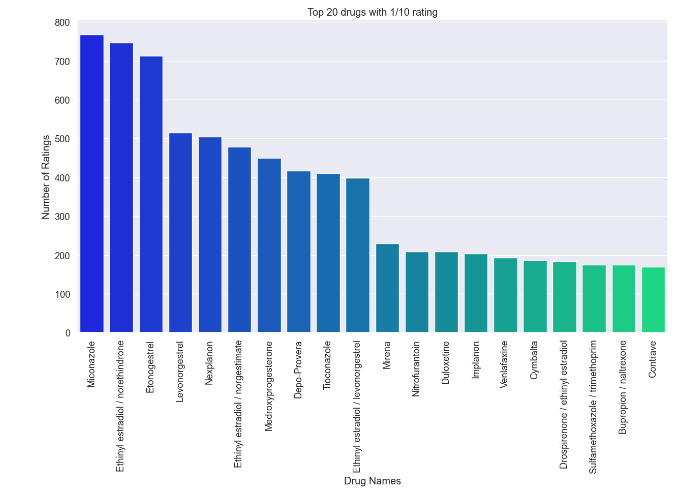 Top 20 drugs with 1/10 rating
800
700
600
500
400
300
200
100
0
Number of Ratings
Miconazole
Ethinyl estradiol / norethindrone
Etonogestrel
Levonorgestrel
Nexplanon
Ethinyl estradiol / norgestimate
Medroxyprogesterone
Depo-Provera
Tioconazole
Ethinyl estradiol / levonorgestrel
Mirena
Nitrofurantoin
Duloxetine
Implanon
Venlafaxine
Cymbalta
Drospirenone / ethinyl estradiol
Sulfamethoxazole / trimethoprim
Bupropion / naltrexone
Contrave
Drug Names